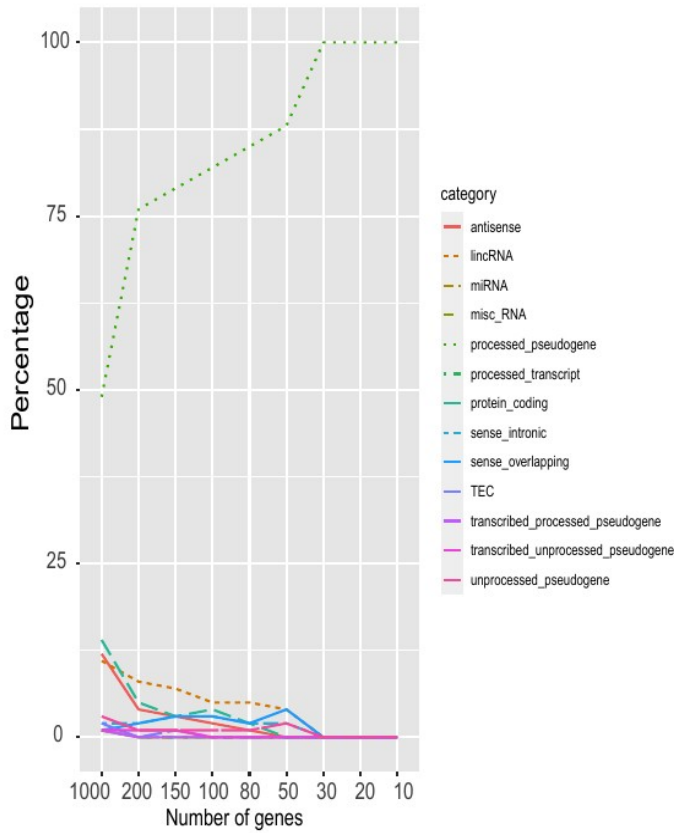 100
75
50
25
0
Percentage
1000 200 150 100 80 50 30 20 10
Number of genes
category
antisense
lincRNA
miRNA
misc_RNA
processed_pseudogene
processed_transcript
protein_coding
sense_intronic
sense_overlapping
TEC
transcribed_processed_pseudogene
transcribed_unprocessed_pseudogene
unprocessed_pseudogene